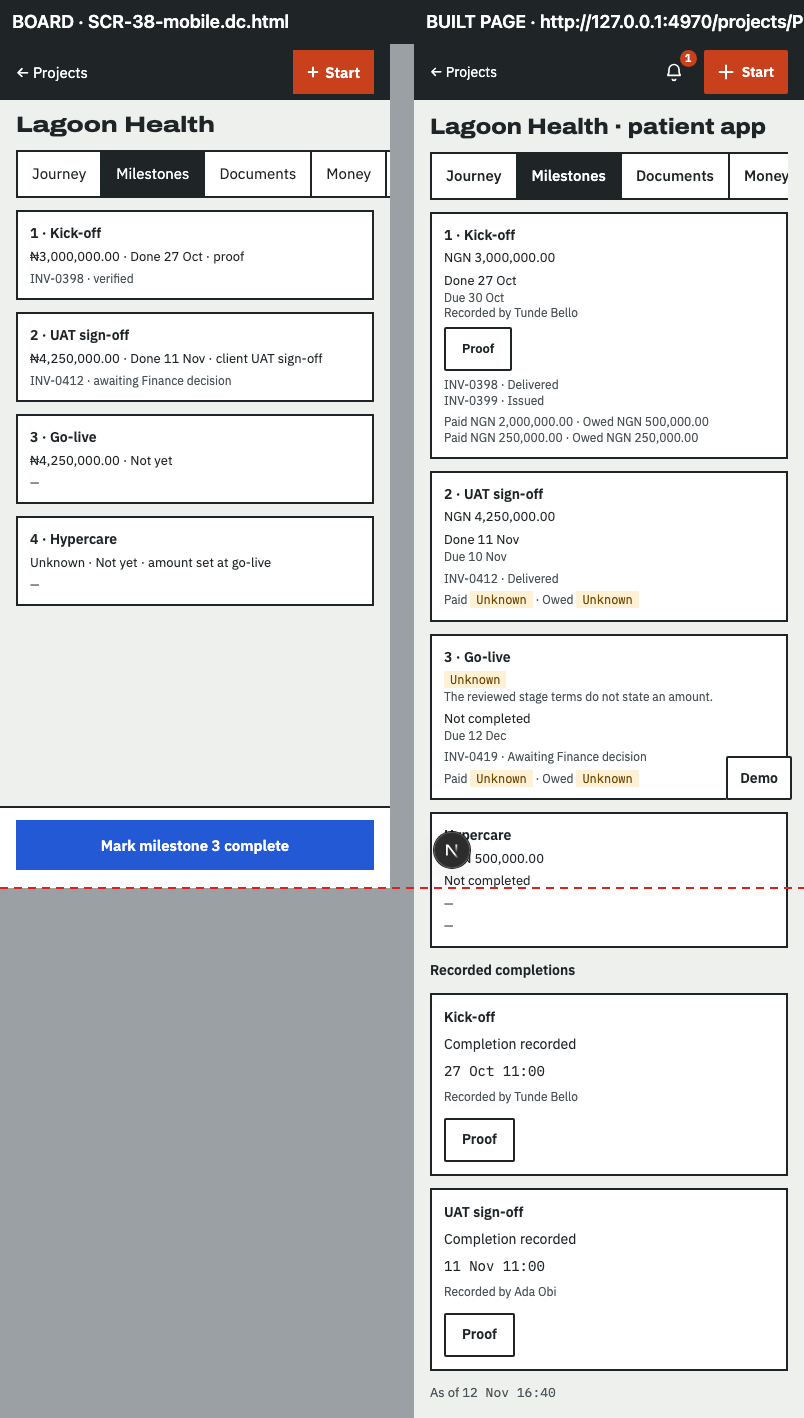 BOARD · SCR-38-mobile.dc.html
← Projects
+ Start
Lagoon Health
Journey
Milestones
Documents
Money
1 · Kick-off
₦3,000,000.00 · Done 27 Oct · proof
INV-0398 · verified
2 · UAT sign-off
₦4,250,000.00 · Done 11 Nov · client UAT sign-off
INV-0412 · awaiting Finance decision
3 · Go-live
₦4,250,000.00 · Not yet
—
4 · Hypercare
Unknown · Not yet · amount set at go-live
—
Mark milestone 3 complete
BUILT PAGE · http://127.0.0.1:4970/projects/P
← Projects
1
+ Start
Lagoon Health · patient app
Journey
Milestones
Documents
Money
1 · Kick-off
NGN 3,000,000.00
Done 27 Oct
Due 30 Oct
Recorded by Tunde Bello
Proof
INV-0398 · Delivered
INV-0399 · Issued
Paid NGN 2,000,000.00 · Owed NGN 500,000.00
Paid NGN 250,000.00 · Owed NGN 250,000.00
2 · UAT sign-off
NGN 4,250,000.00
Done 11 Nov
Due 10 Nov
INV-0412 · Delivered
Paid Unknown · Owed Unknown
3 · Go-live
Unknown
The reviewed stage terms do not state an amount.
Not completed
Due 12 Dec
INV-0419 · Awaiting Finance decision
Paid Unknown · Owed Unknown
Demo
N
500,000.00
Not completed
—
—
Recorded completions
Kick-off
Completion recorded
27 Oct 11:00
Recorded by Tunde Bello
Proof
UAT sign-off
Completion recorded
11 Nov 11:00
Recorded by Ada Obi
Proof
As of 12 Nov 16:40